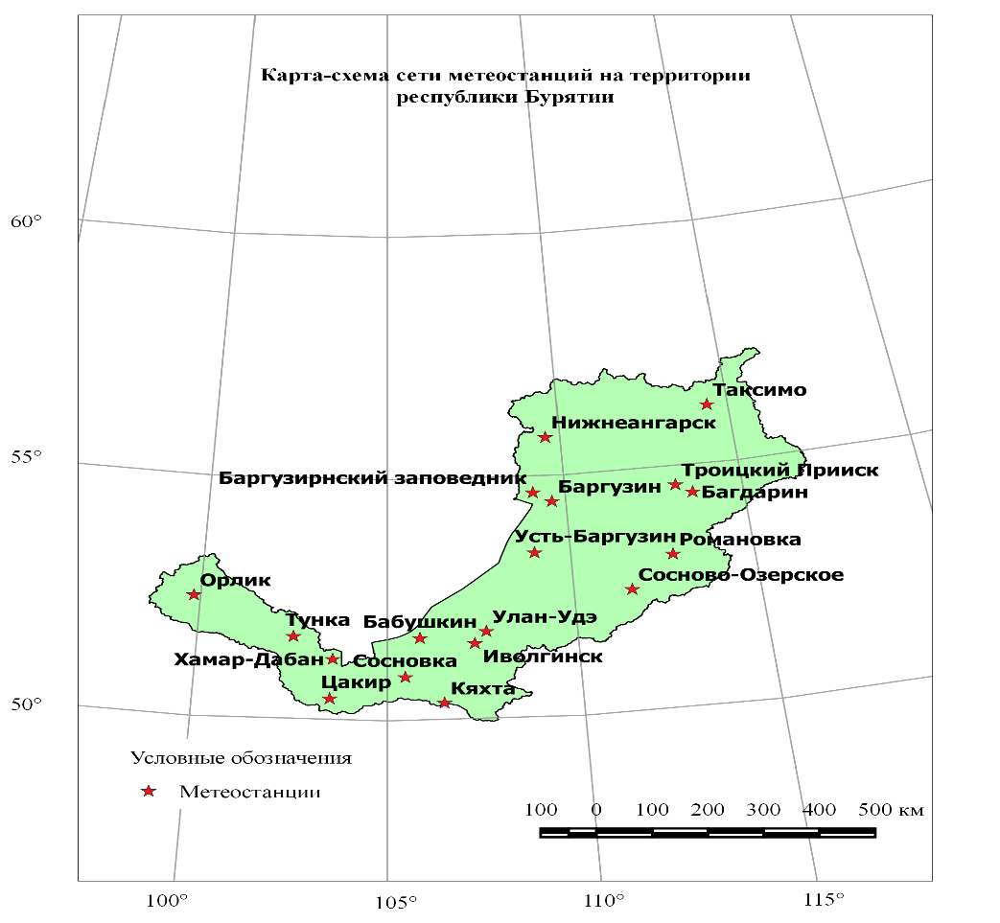 Карта-схема сети метеостанций на территории
республики Бурятии
60°
Таксимо
Нижнеангарск
55°
Троицкий Прииск
Баргузирнский заповедник
Баргузин
Багдарин
Усть-Баргузин
Романовка
Сосново-Озерское
Орлик
Тунка
Бабушкин
Улан-Удэ
Хамар-Дабан
Сосновка
Иволгинск
Цакир
Кяхта
50°
Условные обозначения
Метеостанции
100 0 100 200 300 400 500 км
100° 105° 110° 115°